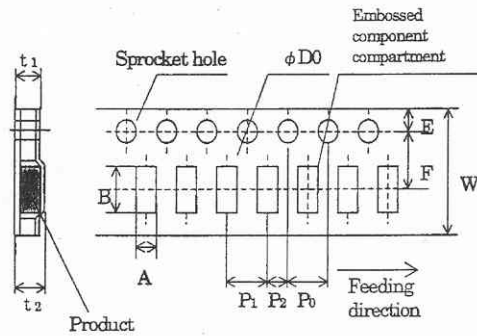 Embossed
component
compartment
t1
Sprocket hole
φD0
E
F
W
B
A
P1
P2
P0
Feeding
direction
t2
Product